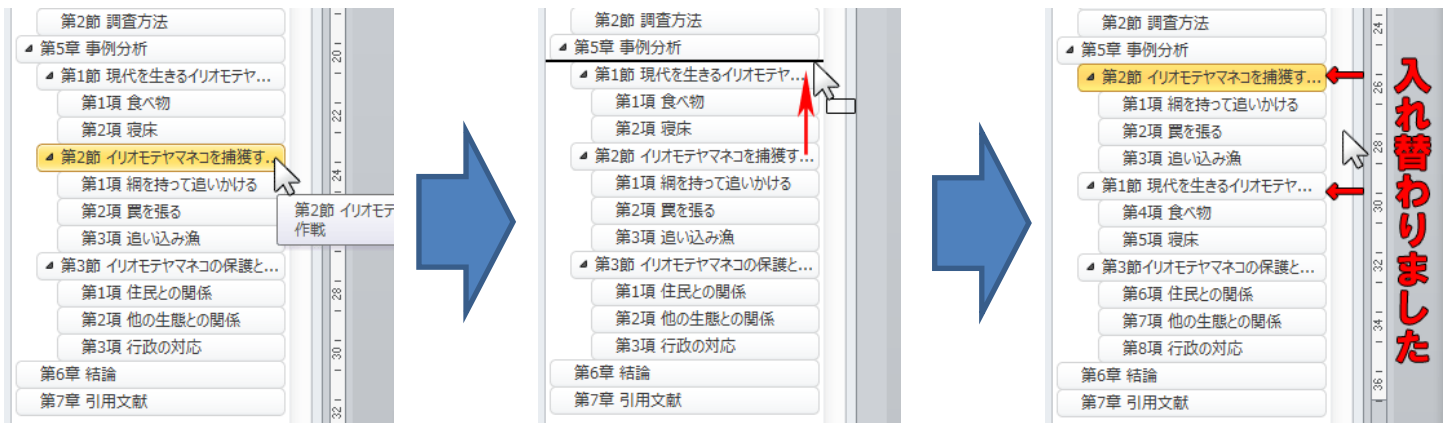 第2節 調査方法
第5章 事例分析
第1節 現代を生きるイリオモテヤ...
第1項 食べ物
第2項 寝床
第2節 イリオモテヤマネコを捕獲す...
第1項 網を持って追いかける
第2項 罠を張る
第3項 追い込み漁
第3節 イリオモテヤマネコの保護と...
第1項 住民との関係
第2項 他の生態との関係
第3項 行政の対応
第6章 結論
第7章 引用文献
第2節 イリオモテ
作戦
20
22
24
28
30
32
第2節 調査方法
第5章 事例分析
第1節 現代を生きるイリオモテヤ...
第1項 食べ物
第2項 寝床
第2節 イリオモテヤマネコを捕獲す...
第1項 網を持って追いかける
第2項 罠を張る
第3項 追い込み漁
第3節 イリオモテヤマネコの保護と...
第1項 住民との関係
第2項 他の生態との関係
第3項 行政の対応
第6章 結論
第7章 引用文献
第2節 調査方法
第5章 事例分析
第2節 イリオモテヤマネコを捕獲す...
第1項 網を持って追いかける
第2項 罠を張る
第3項 追い込み漁
第1節 現代を生きるイリオモテヤ...
第4項 食べ物
第5項 寝床
第3節イリオモテヤマネコの保護と...
第6項 住民との関係
第7項 他の生態との関係
第8項 行政の対応
第6章 結論
第7章 引用文献
24
26
28
30
32
34
36
入れ替わりました